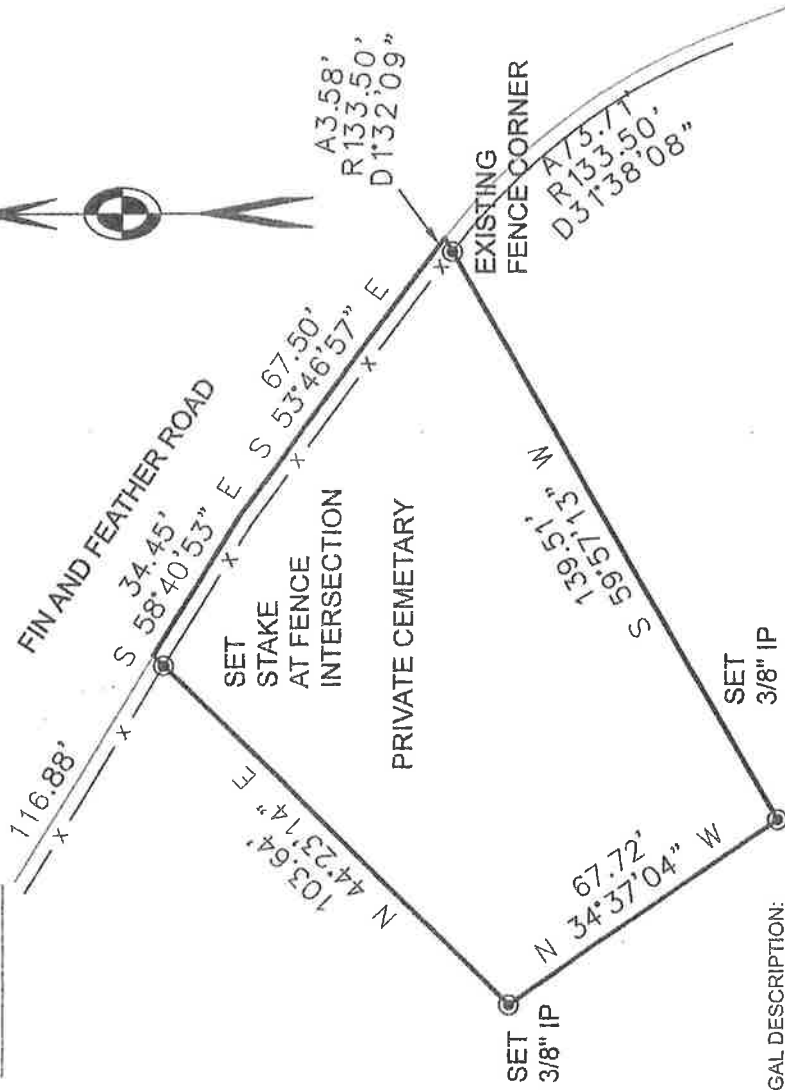 FIN AND FEATHER ROAD
116.88'
S 58°40'53" E
34.45'
S 53°46'57" E
67.50'
A3.58'
R133.50'
D1°32'09"
EXISTING
FENCE CORNER
A73.71'
R133.50'
D31°38'08"
SET
STAKE
AT FENCE
INTERSECTION
PRIVATE CEMETARY
103.64'
N 44°23'14" E
139.51'
S 59°57'13" W
67.72'
N 34°37'04" W
SET
3/8" IP
SET
3/8" IP
GAL DESCRIPTION: